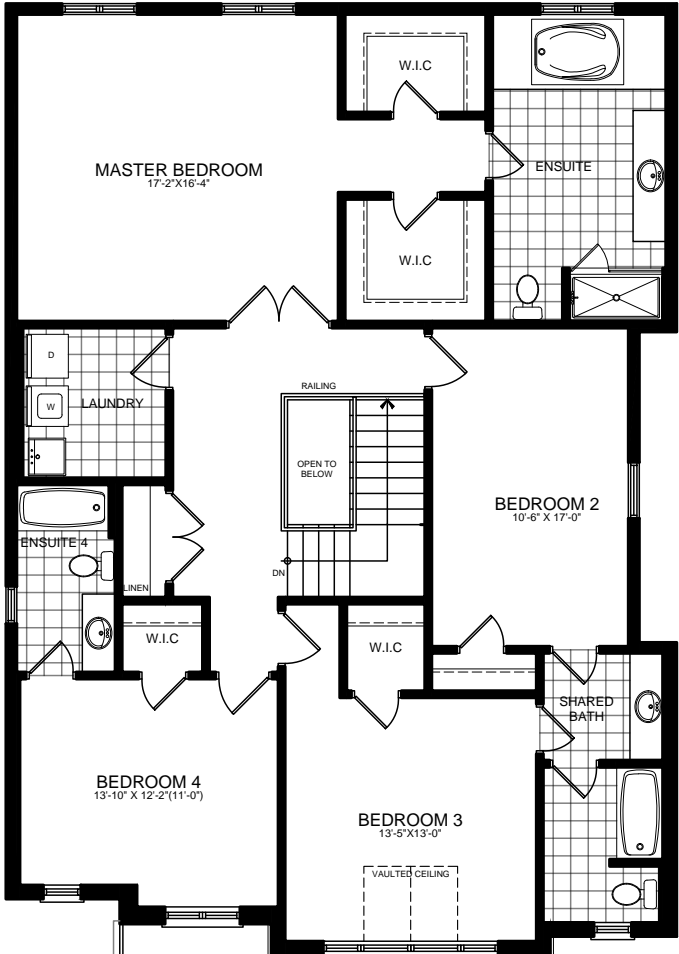 W.I.C
MASTER BEDROOM
17'-2"X16'-4"
ENSUITE
W.I.C
D
W
LAUNDRY
RAILING
OPEN TO
BELOW
BEDROOM 2
10'-6" X 17'-0"
ENSUITE 4
DN
LINEN
W.I.C
W.I.C
SHARED
BATH
BEDROOM 4
13'-10" X 12'-2"(11'-0")
BEDROOM 3
13'-5"X13'-0"
VAULTED CEILING